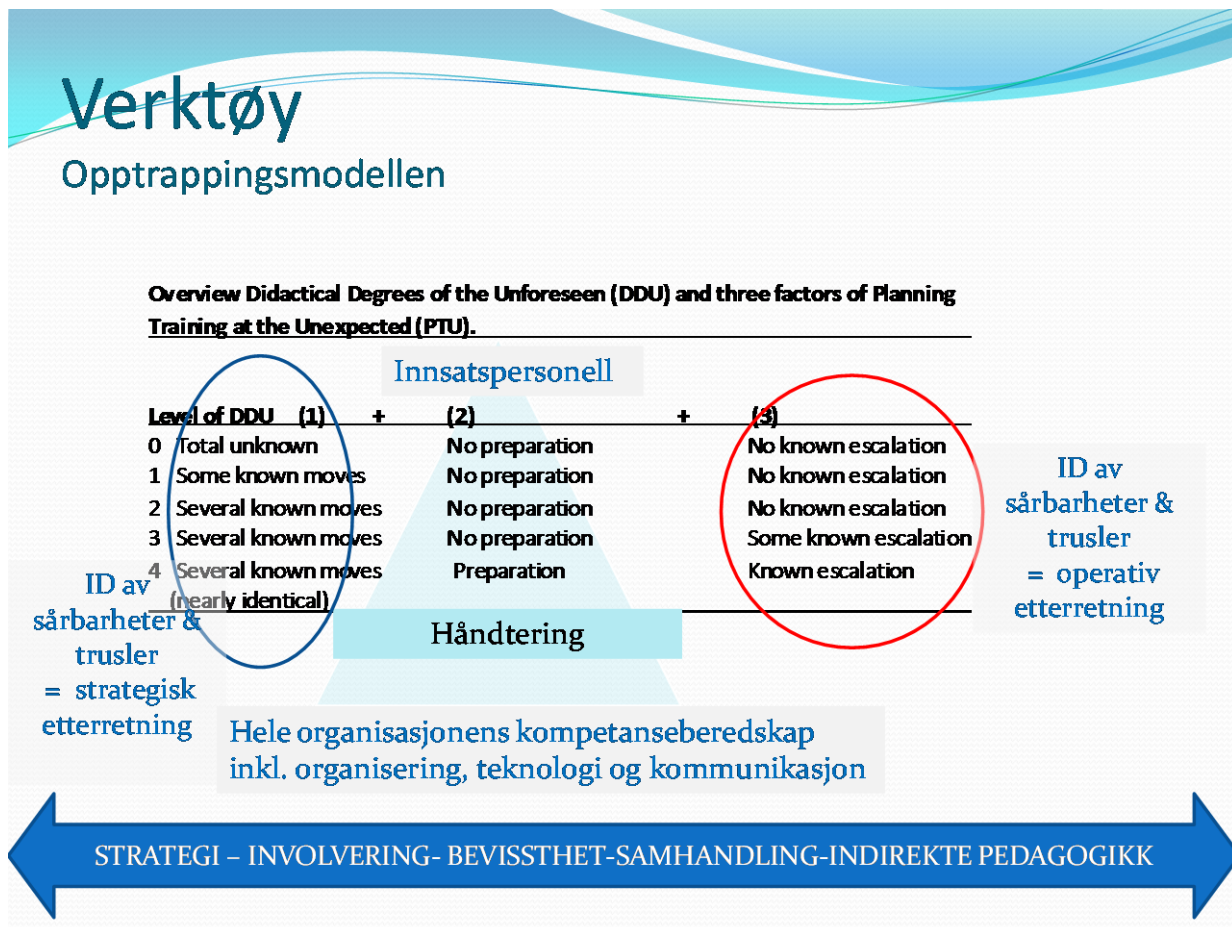 Verktøy
Opptrappingsmodellen
Overview Didactical Degrees of the Unforeseen (DDU) and three factors of Planning
Training at the Unexpected (PTU).
Innsatspersonell
Level of DDU (1) + (2) + (3)
0 Total unknown No preparation No known escalation
1 Some known moves No preparation No known escalation
2 Several known moves No preparation No known escalation
3 Several known moves No preparation Some known escalation
4 Several known moves Preparation Known escalation
(nearly identical)
ID av
sårbarheter &
trusler
= operativ
etterretning
ID av
sårbarheter &
trusler
= strategisk
etterretning
Håndtering
Hele organisasjonens kompetanseberedskap
inkl. organisering, teknologi og kommunikasjon
STRATEGI – INVOLVERING- BEVISSTHET-SAMHANDLING-INDIREKTE PEDAGOGIKK